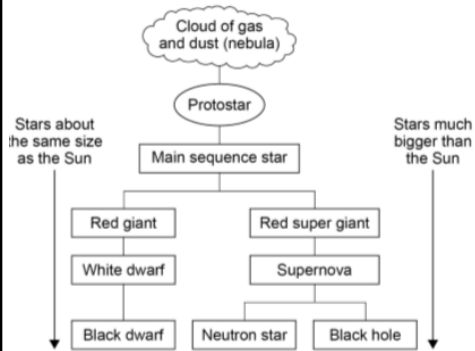 Cloud of gas
and dust (nebula)
Protostar
Stars about
the same size
as the Sun
Stars much
bigger than
the Sun
Main sequence star
Red giant
Red super giant
White dwarf
Supernova
Black dwarf
Neutron star
Black hole